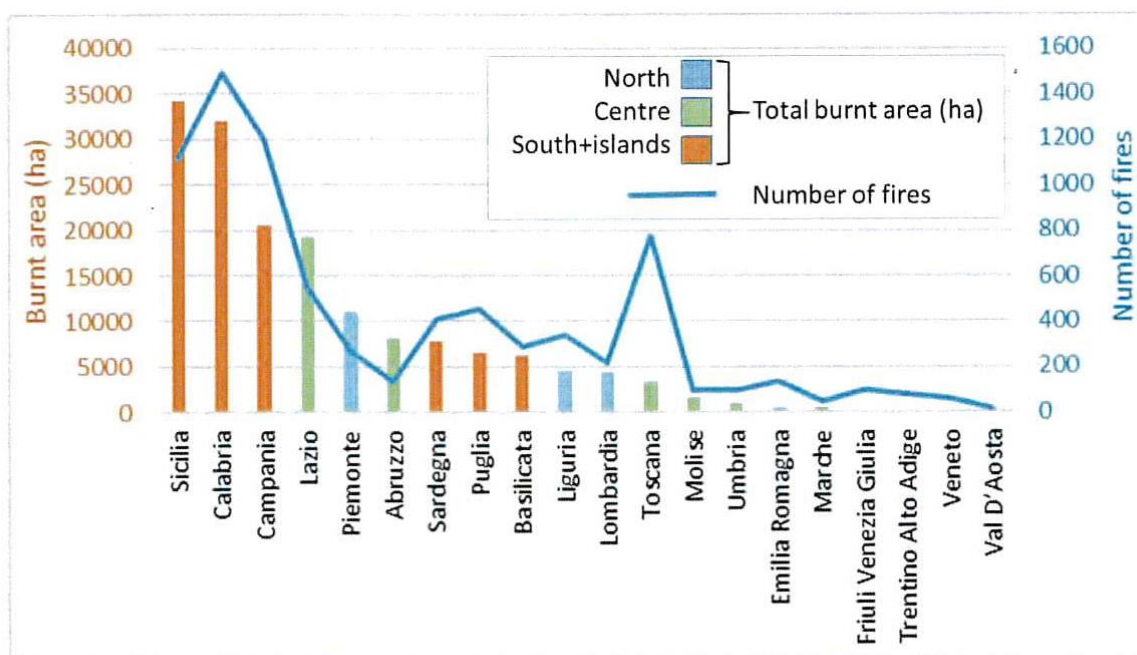 40000
35000
30000
25000
20000
15000
10000
5000
0
Burnt area (ha)
1600
1400
1200
1000
800
600
400
200
0
Number of fires
North
Centre
South+islands
Total burnt area (ha)
Number of fires
Sicilia
Calabria
Campania
Lazio
Piemonte
Abruzzo
Sardegna
Puglia
Basilicata
Liguria
Lombardia
Toscana
Molise
Umbria
Emilia Romagna
Marche
Friuli Venezia Giulia
Trentino Alto Adige
Veneto
Val D'Aosta